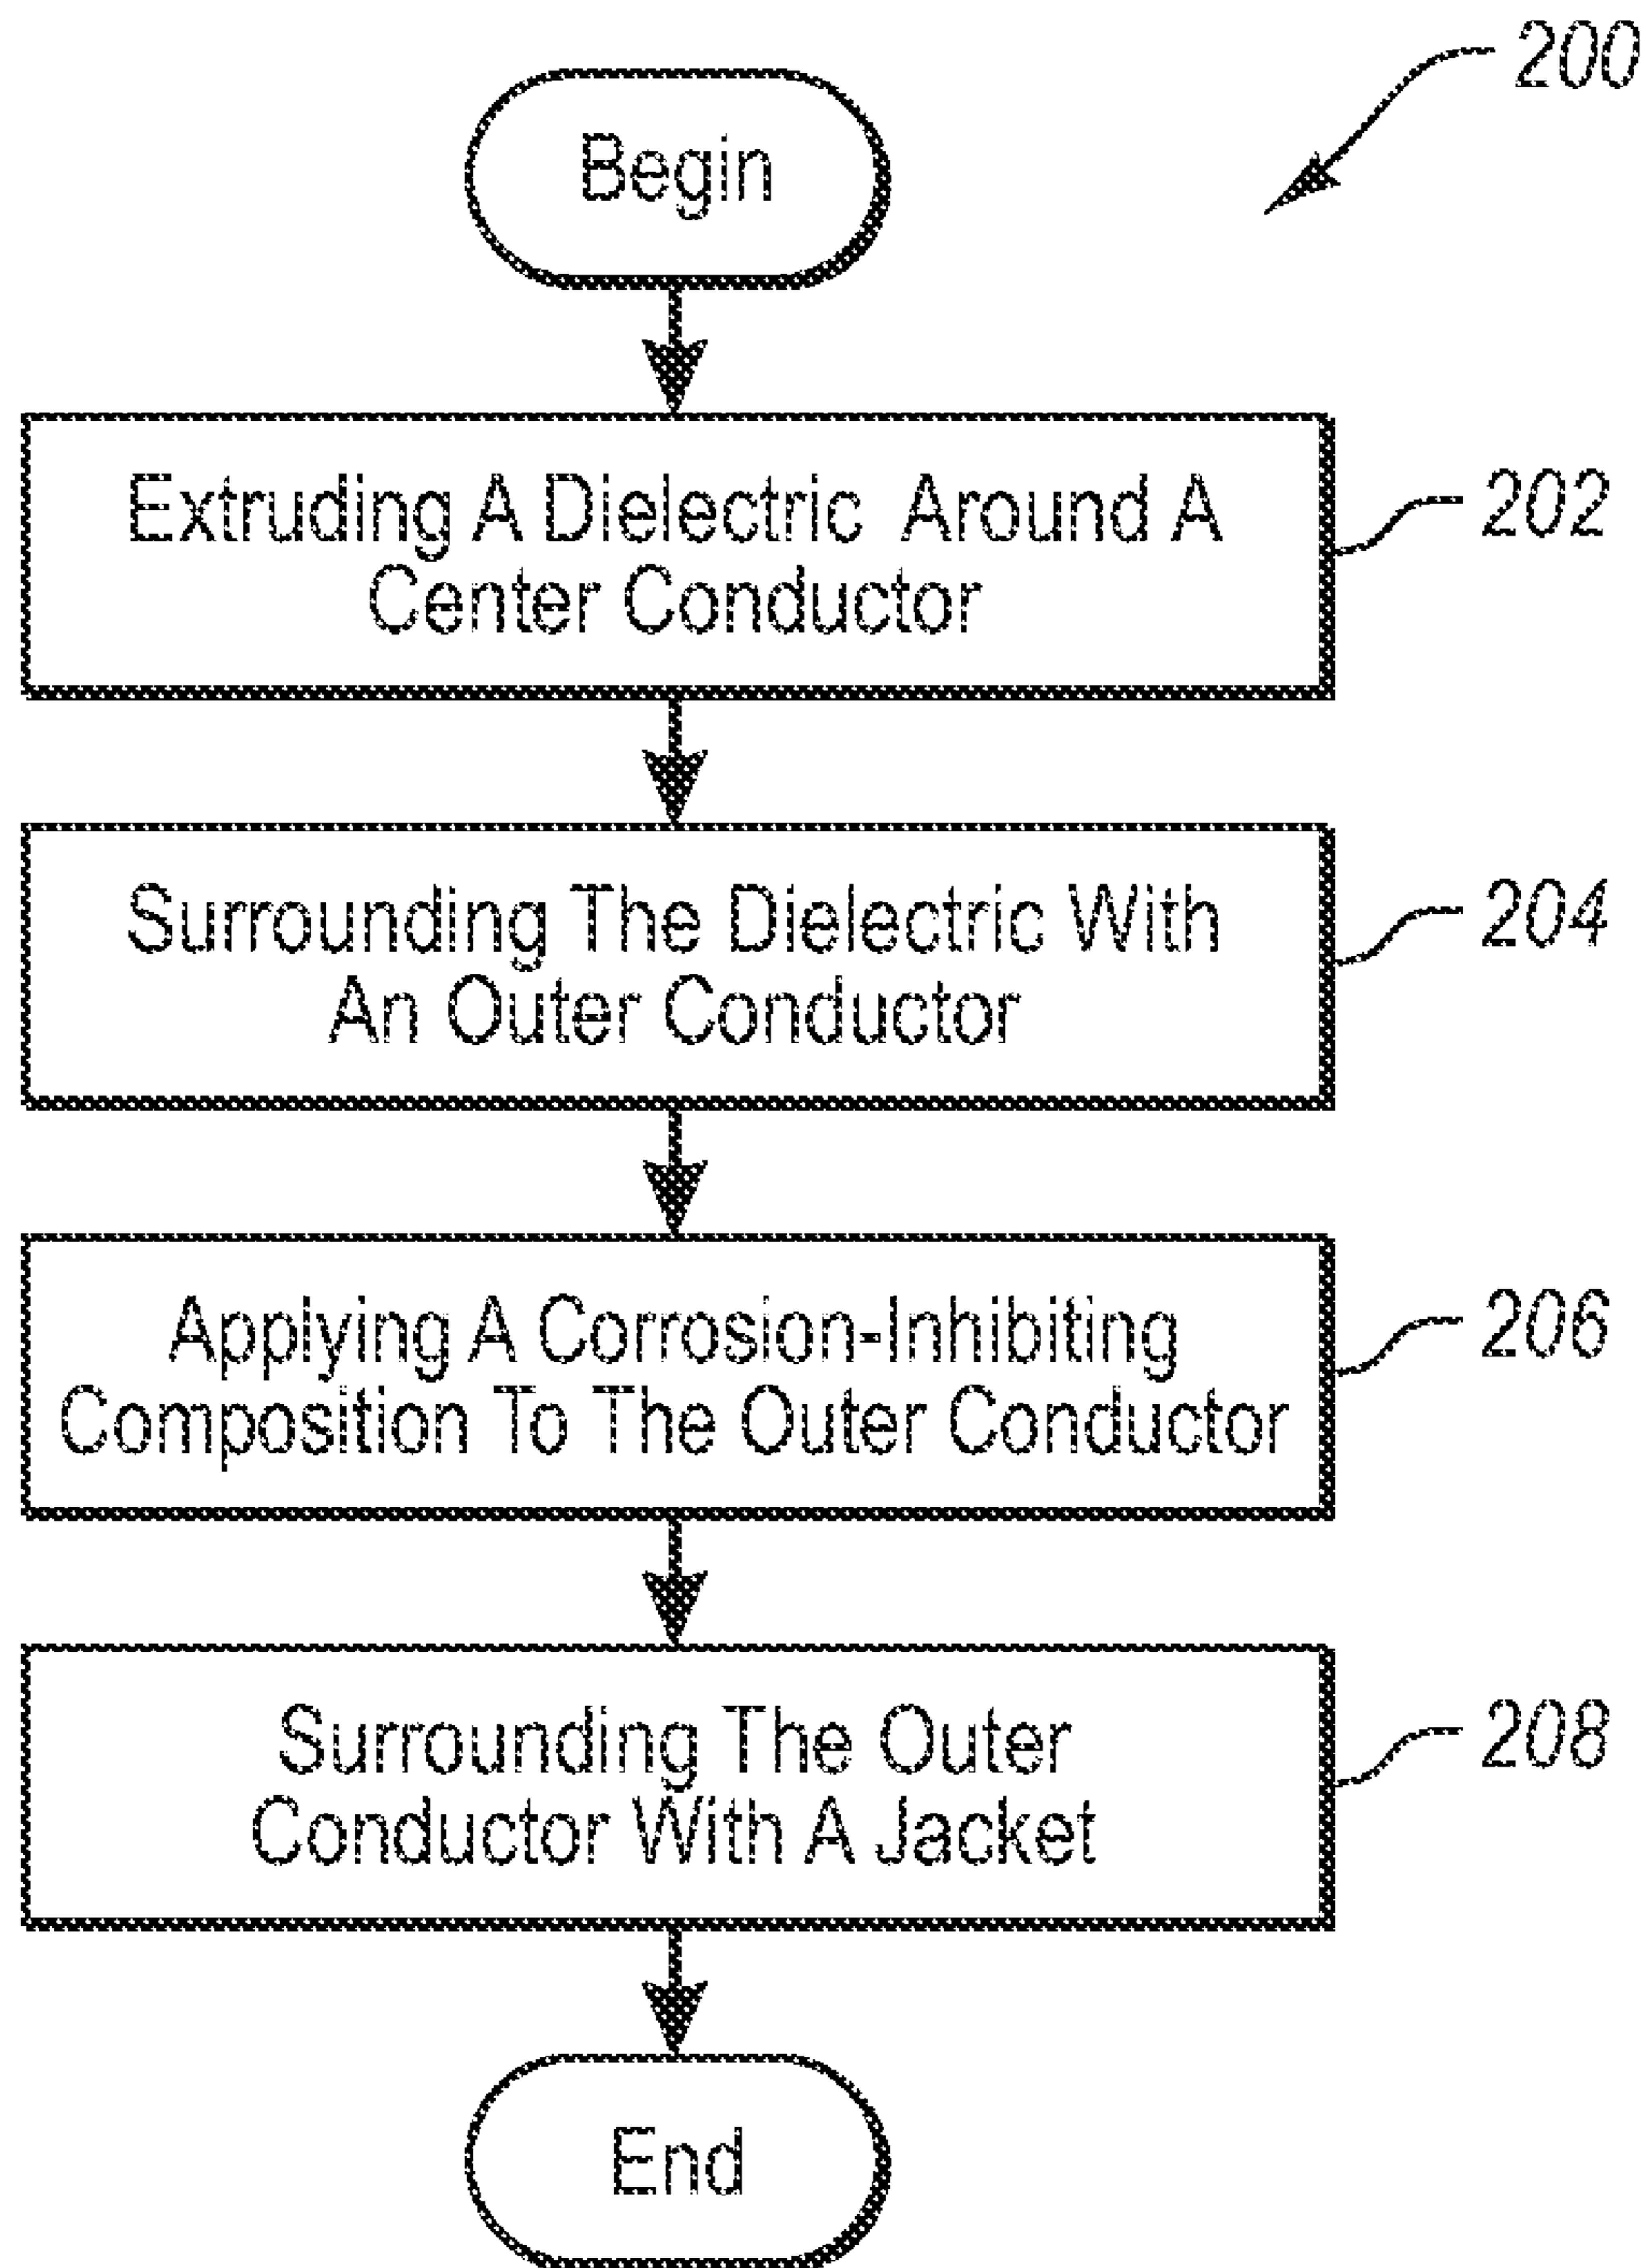 200
Begin
Extruding A Dielectric Around A
Center Conductor
202
Surrounding The Dielectric With
An Outer Conductor
204
Applying A Corrosion-Inhibiting
Composition To The Outer Conductor
206
Surrounding The Outer
Conductor With A Jacket
208
End